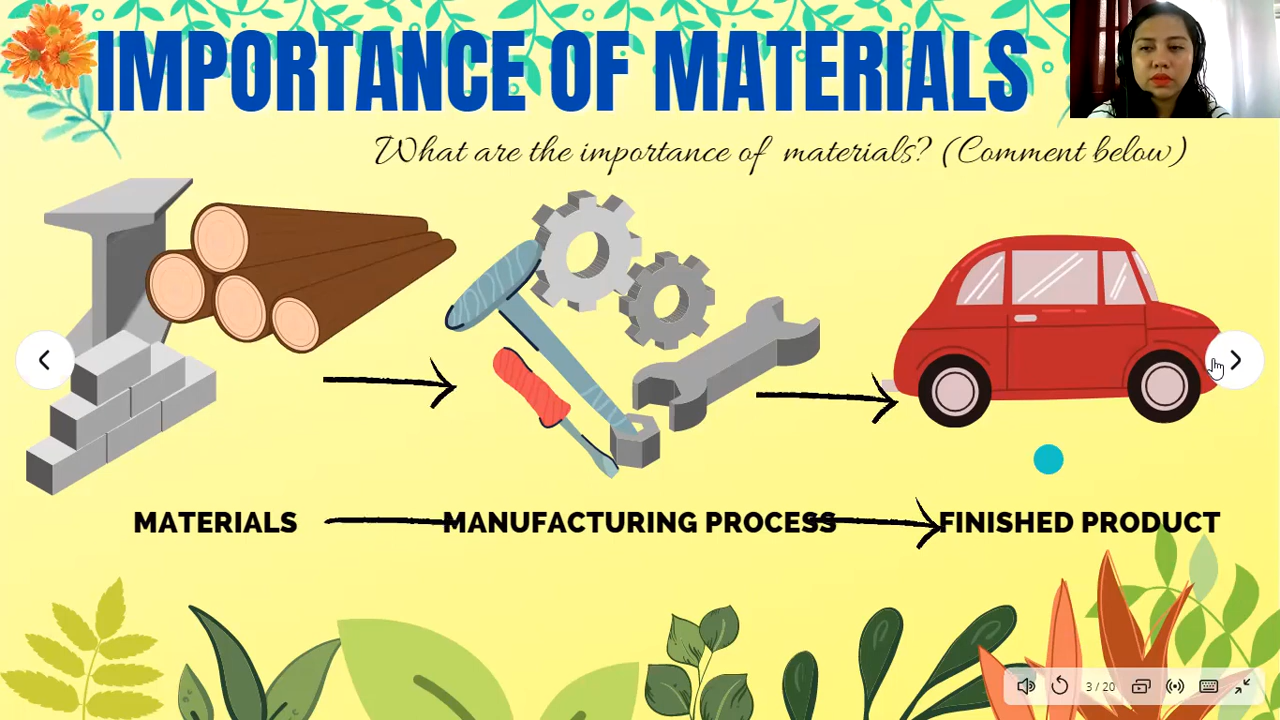 IMPORTANCE OF MATERIALS
What are the importance of materials? (Comment below)
MATERIALS MANUFACTURING PROCESS FINISHED PRODUCT
3 / 20